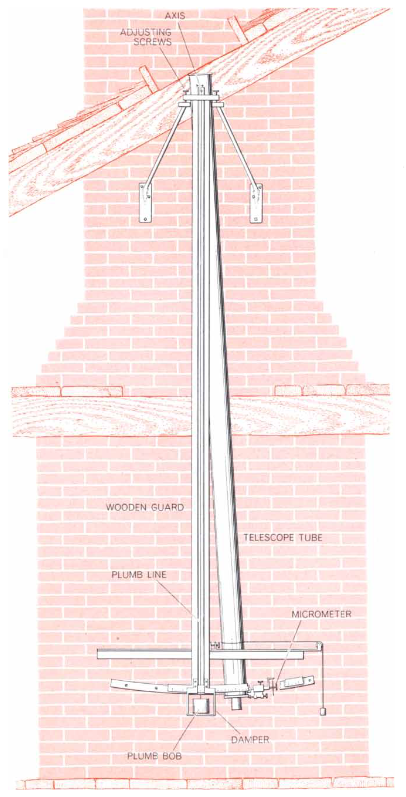 AXIS
ADJUSTING
SCREWS
WOODEN GUARD
TELESCOPE TUBE
PLUMB LINE
MICROMETER
DAMPER
PLUMB BOB